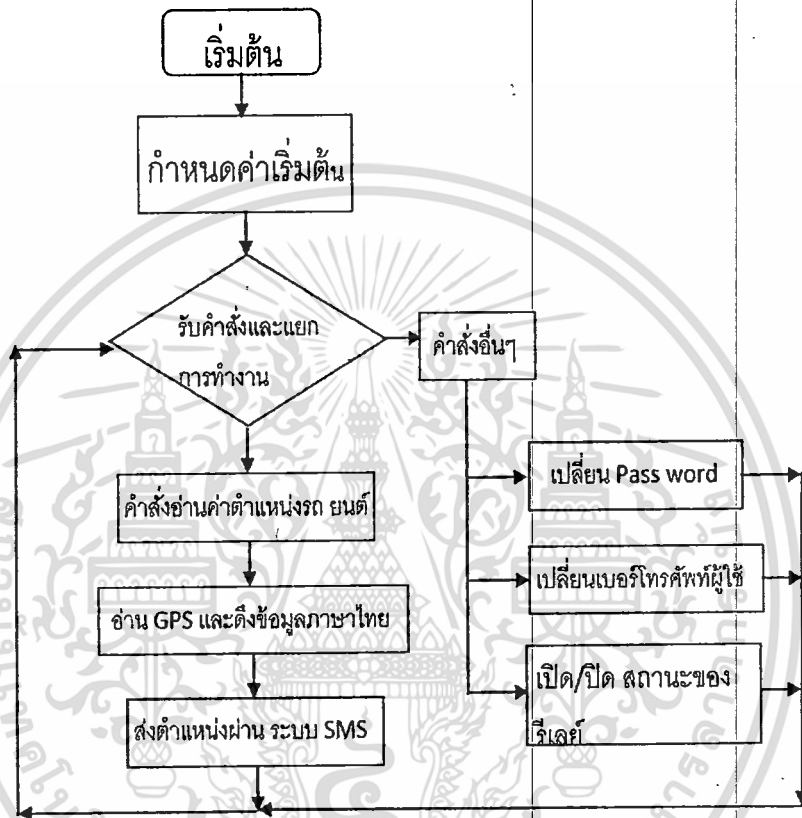 เริ่มต้น
กำหนดค่าเริ่มต้น
รับคำสั่งและแยก
การทำงาน
คำสั่งอื่นๆ
คำสั่งอ่านค่าตำแหน่งรถ ยนต์
อ่าน GPS และดึงข้อมูลภาษาไทย
ส่งตำแหน่งผ่าน ระบบ SMS
เปลี่ยน Pass word
เปลี่ยนเบอร์โทรศัพท์ผู้ใช้
เปิด/ปิด สถานะของ
รีเลย์